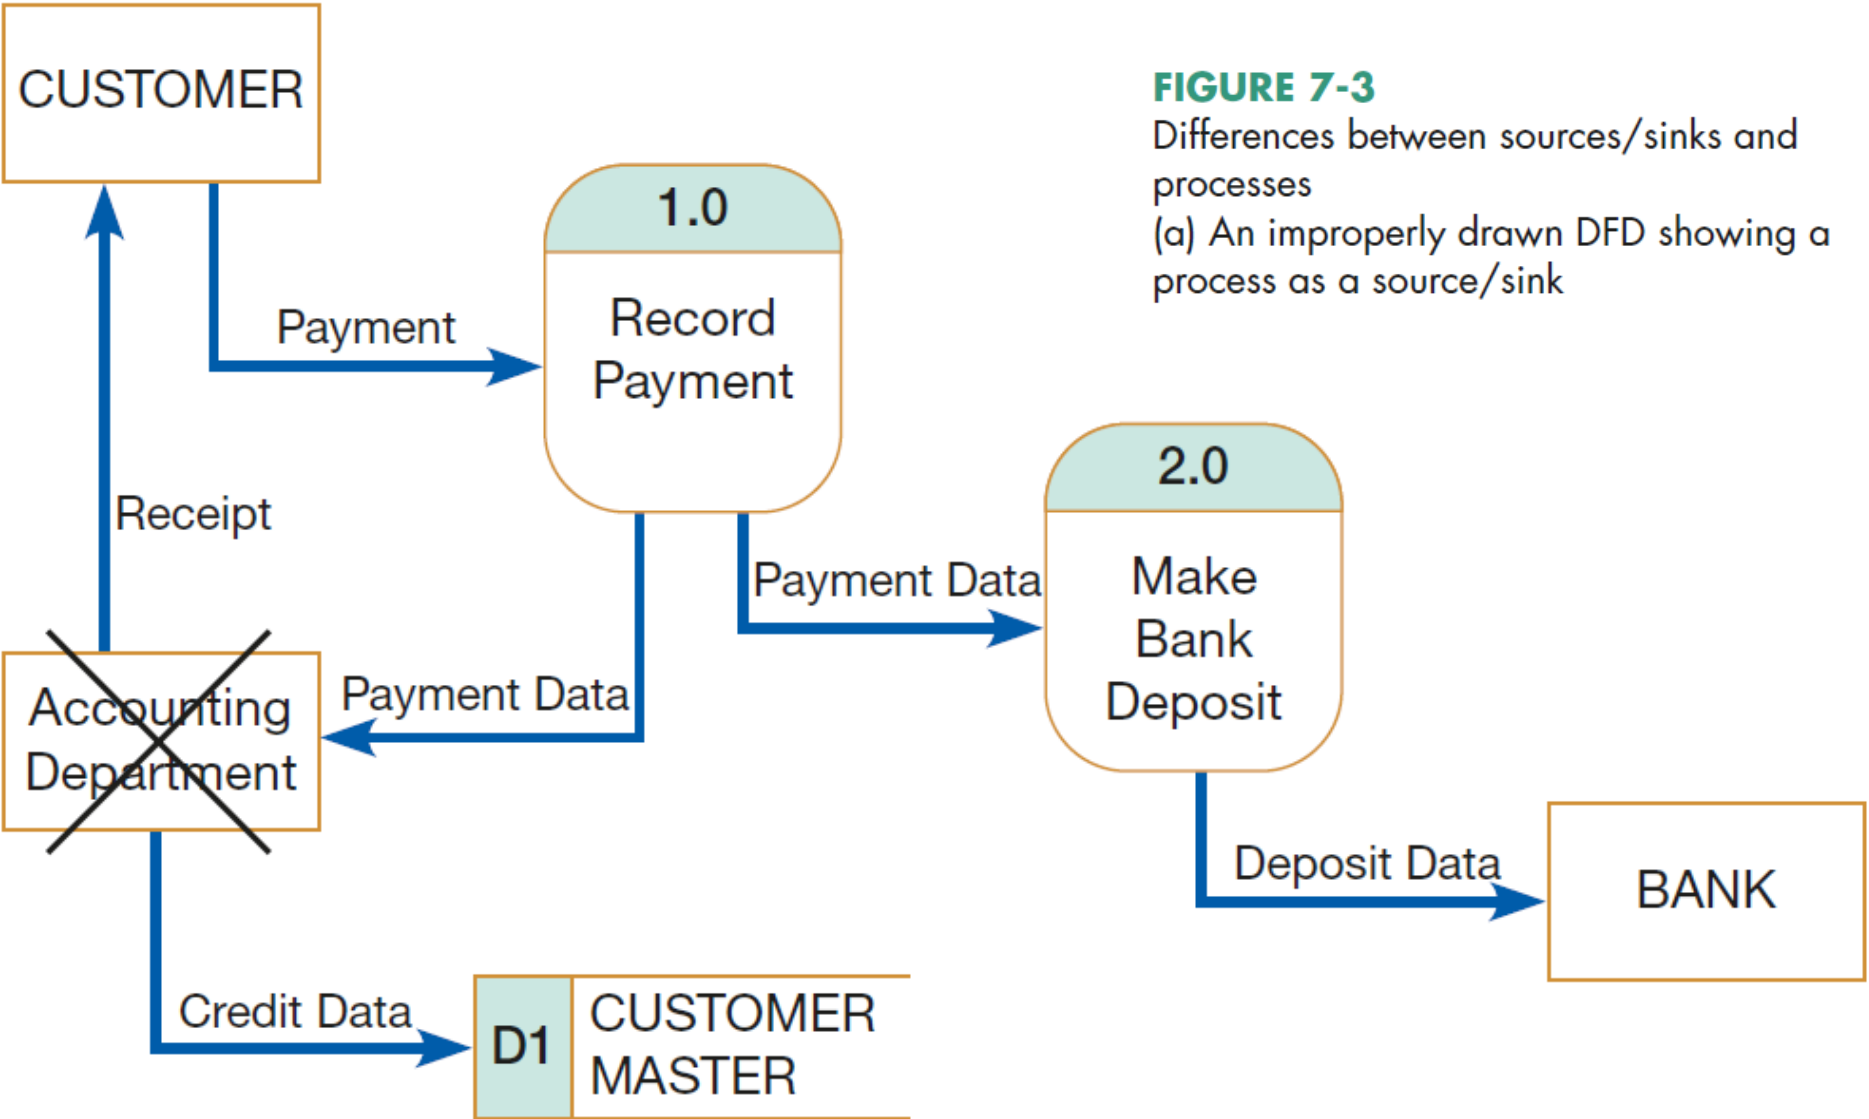 CUSTOMER
FIGURE 7-3
Differences between sources/sinks and
processes
(a) An improperly drawn DFD showing a
process as a source/sink
1.0
Record
Payment
Payment
Receipt
2.0
Make
Bank
Deposit
Payment Data
Payment Data
Accounting
Department
Deposit Data
BANK
Credit Data
D1
CUSTOMER
MASTER